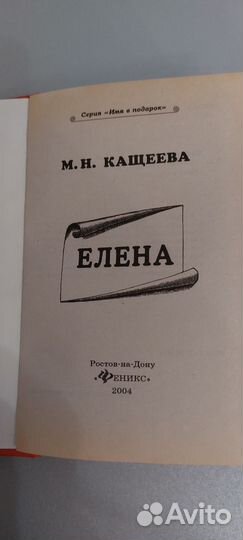 Серия «Имя в подарок»
М. Н. КАЩЕЕВА
ЕЛЕНА
Ростов-на-Дону
«ФЕНИКС»
2004
Avito